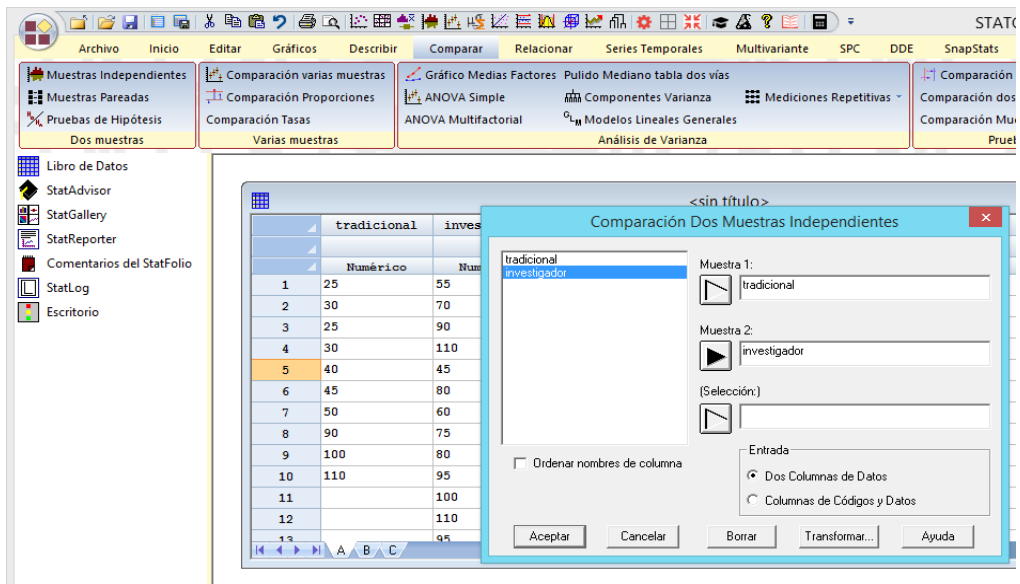 STATG
Archivo Inicio Editar Gráficos Describir Comparar Relacionar Series Temporales Multivariante SPC DDE SnapStats
Muestras Independientes Comparación varias muestras Gráfico Medias Factores Pulido Mediano tabla dos vías Comparación
Muestras Pareadas Comparación Proporciones ANOVA Simple Componentes Varianza Mediciones Repetitivas Comparación dos
Pruebas de Hipótesis Comparación Tasas ANOVA Multifactorial GLM Modelos Lineales Generales Comparación Mue
Dos muestras Varias muestras Análisis de Varianza Prueb
Libro de Datos
StatAdvisor
StatGallery
StatReporter
Comentarios del StatFolio
StatLog
Escritorio
<sin título>
tradicional inves
Numérico Num
1 25 55
2 30 70
3 25 90
4 30 110
5 40 45
6 45 80
7 50 60
8 90 75
9 100 80
10 110 95
11 100
12 110
13 95
A B C
Comparación Dos Muestras Independientes
tradicional
investigador
Muestra 1:
tradicional
Muestra 2:
investigador
(Selección:)
Ordenar nombres de columna
Entrada
Dos Columnas de Datos
Columnas de Códigos y Datos
Aceptar Cancelar Borrar Transformar... Ayuda